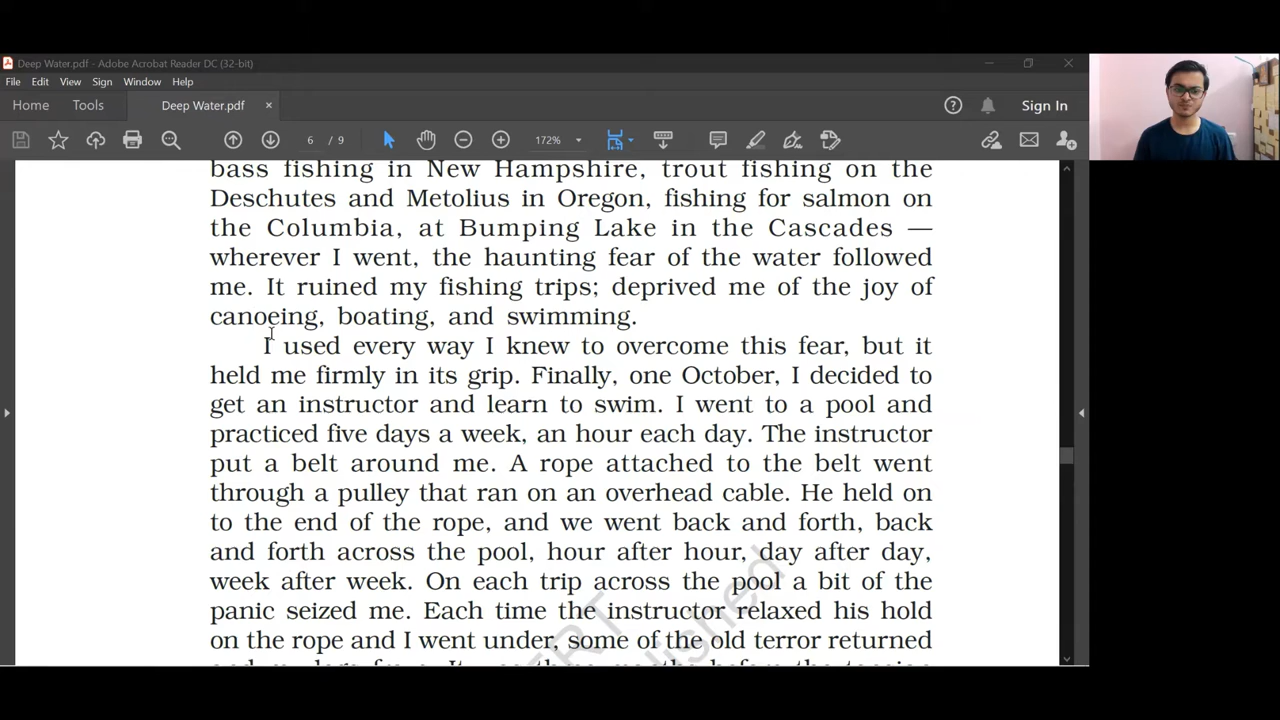 Deep Water.pdf - Adobe Acrobat Reader DC (32-bit)
File Edit View Sign Window Help
Home Tools Deep Water.pdf × Sign In
6 / 9 172%
bass fishing in New Hampshire, trout fishing on the
Deschutes and Metolius in Oregon, fishing for salmon on
the Columbia, at Bumping Lake in the Cascades —
wherever I went, the haunting fear of the water followed
me. It ruined my fishing trips; deprived me of the joy of
canoeing, boating, and swimming.
I used every way I knew to overcome this fear, but it
held me firmly in its grip. Finally, one October, I decided to
get an instructor and learn to swim. I went to a pool and
practiced five days a week, an hour each day. The instructor
put a belt around me. A rope attached to the belt went
through a pulley that ran on an overhead cable. He held on
to the end of the rope, and we went back and forth, back
and forth across the pool, hour after hour, day after day,
week after week. On each trip across the pool a bit of the
panic seized me. Each time the instructor relaxed his hold
on the rope and I went under, some of the old terror returned